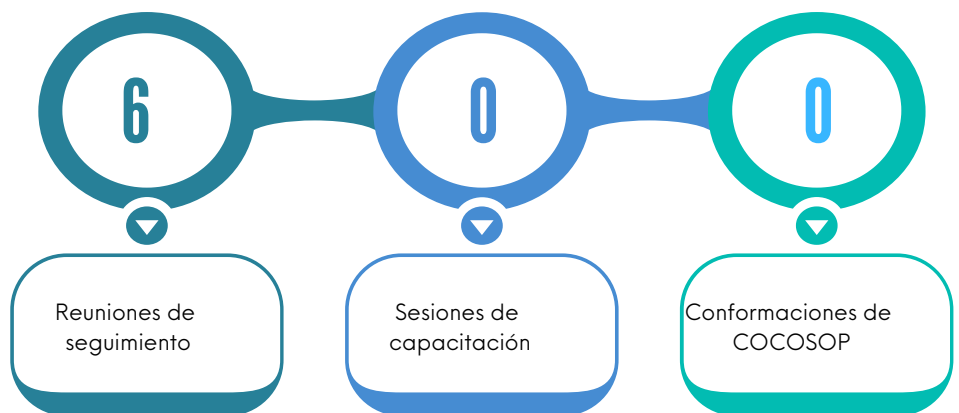 6
0
0
Reuniones de
seguimiento
Sesiones de
capacitación
Conformaciones de
COCOSOP